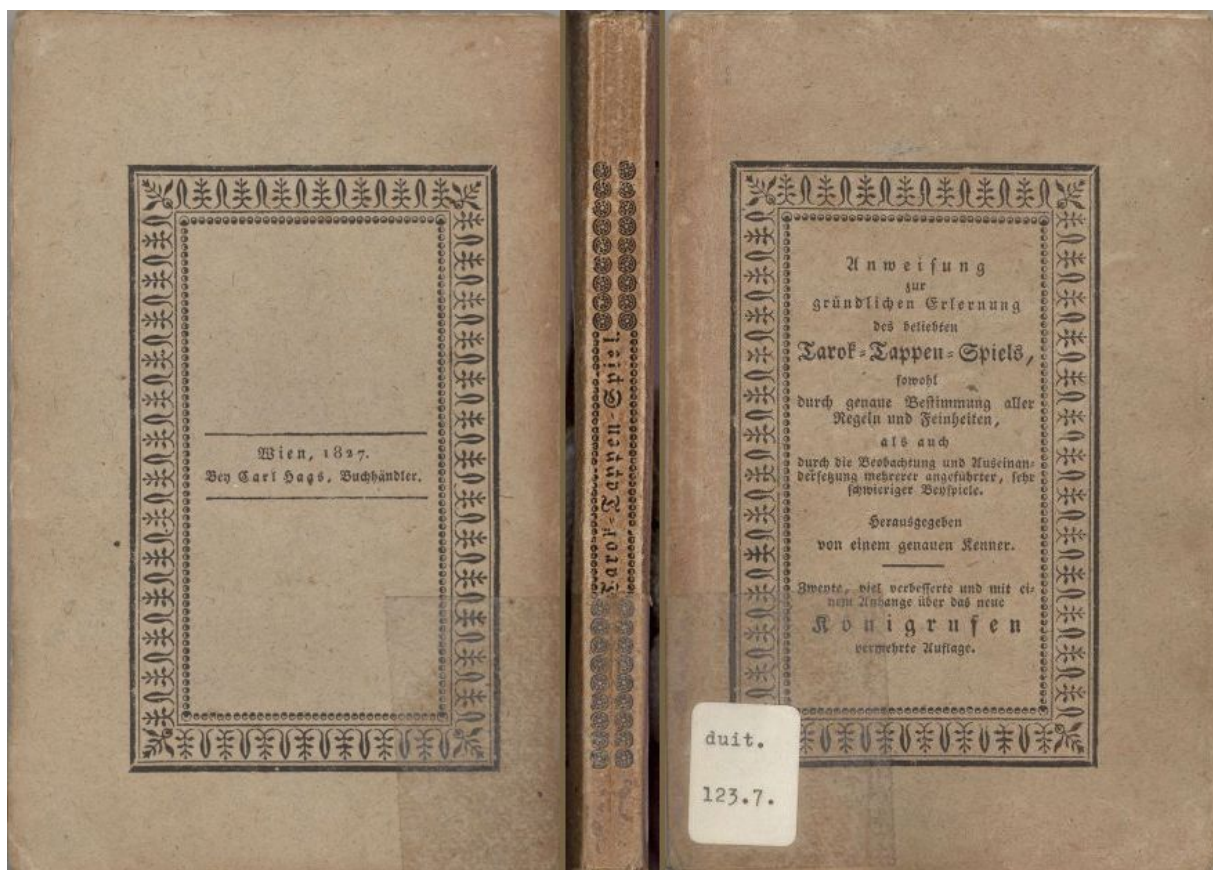 Wien, 1827.
Bey Carl Haas, Buchhändler.
Tarok-Tappen-Spiel.
Anweisung
zur
gründlichen Erlernung
des beliebten
Tarok-Tappen-Spiels,
sowohl
durch genaue Bestimmung aller
Regeln und Feinheiten,
als auch
durch die Beobachtung und Auseinan-
dersetzung mehrerer angeführter, sehr
schwieriger Beyspiele.
Herausgegeben
von einem genauen Kenner.
Zweyte, viel verbesserte und mit ei-
nem Anhange über das neue
Königrufen
vermehrte Auflage.
duit.
123.7.